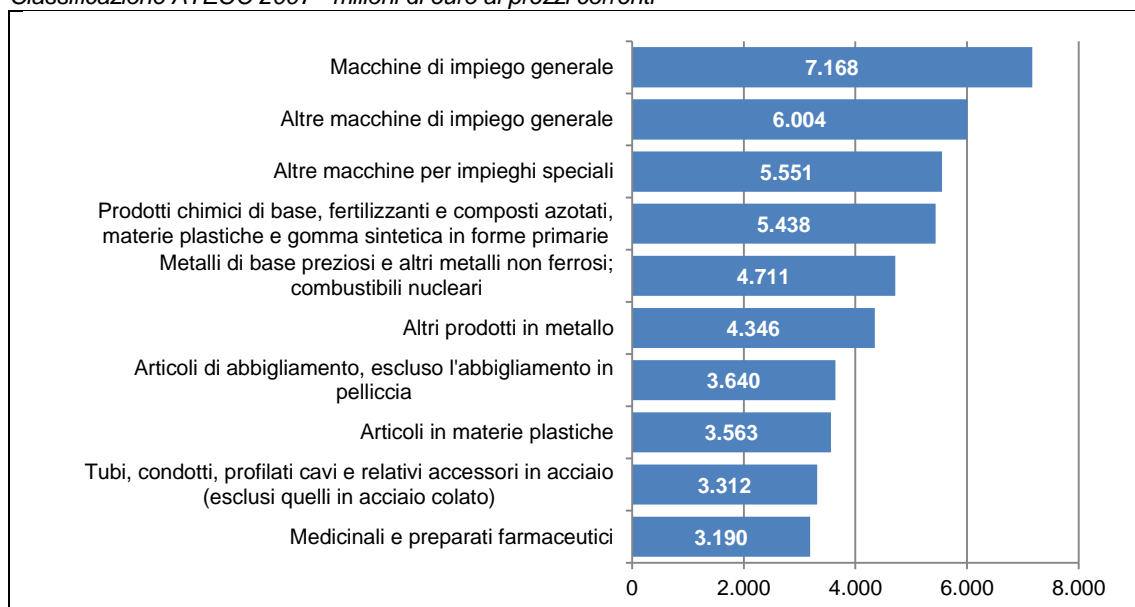 Macchine di impiego generale
7.168
Altre macchine di impiego generale
6.004
Altre macchine per impieghi speciali
5.551
Prodotti chimici di base, fertilizzanti e composti azotati,
materie plastiche e gomma sintetica in forme primarie
5.438
Metalli di base preziosi e altri metalli non ferrosi;
combustibili nucleari
4.711
Altri prodotti in metallo
4.346
Articoli di abbigliamento, escluso l'abbigliamento in
pelliccia
3.640
Articoli in materie plastiche
3.563
Tubi, condotti, profilati cavi e relativi accessori in acciaio
(esclusi quelli in acciaio colato)
3.312
Medicinali e preparati farmaceutici
3.190
0 2.000 4.000 6.000 8.000